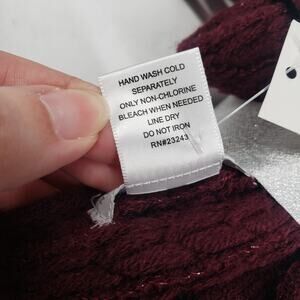 HAND WASH COLD
SEPARATELY
ONLY NON-CHLORINE
BLEACH WHEN NEEDED
LINE DRY
DO NOT IRON
RN#23243